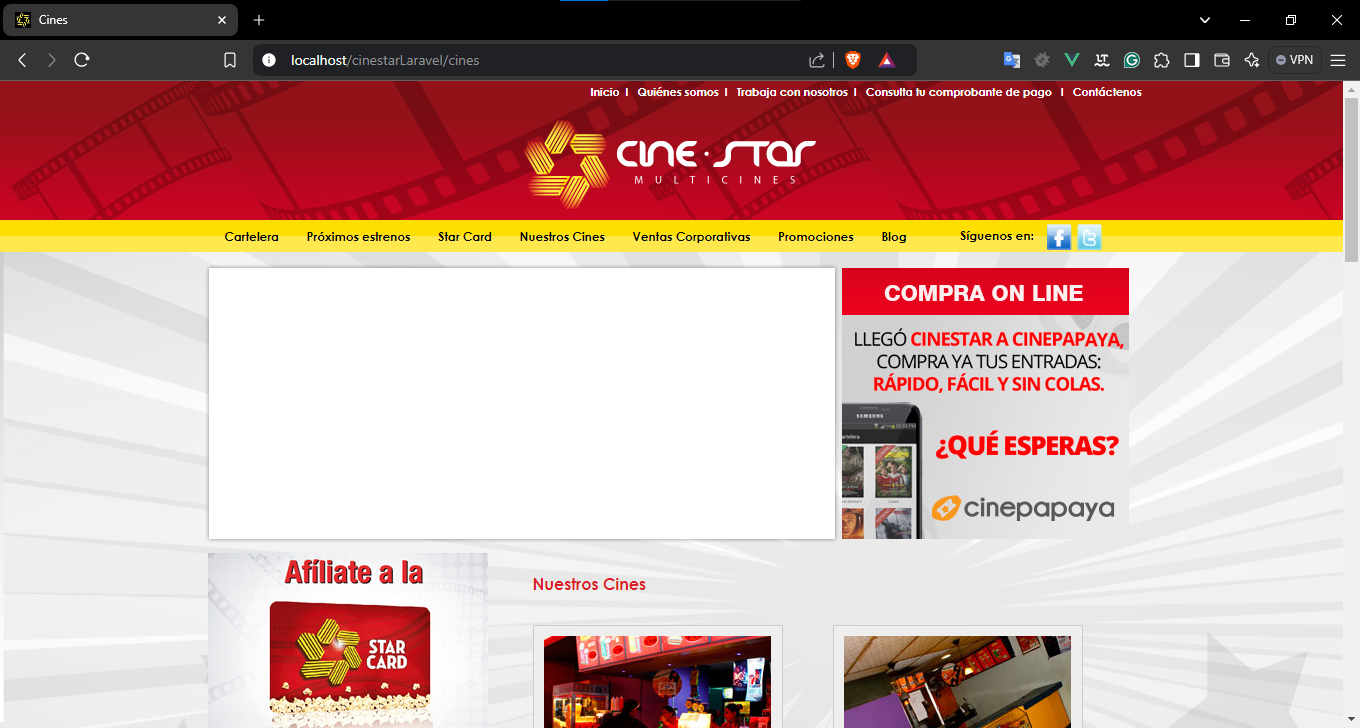 Cines
localhost/cinestarLaravel/cines
VPN
Inicio I Quiénes somos I Trabaja con nosotros I Consulta tu comprobante de pago I Contáctenos
CINE·STAR
MULTICINES
Cartelera Próximos estrenos Star Card Nuestros Cines Ventas Corporativas Promociones Blog Síguenos en:
COMPRA ON LINE
LLEGÓ CINESTAR A CINEPAPAYA,
COMPRA YA TUS ENTRADAS:
RÁPIDO, FÁCIL Y SIN COLAS.
SAMSUNG
¿QUÉ ESPERAS?
cinepapaya
Afíliate a la
STAR
CARD
Nuestros Cines